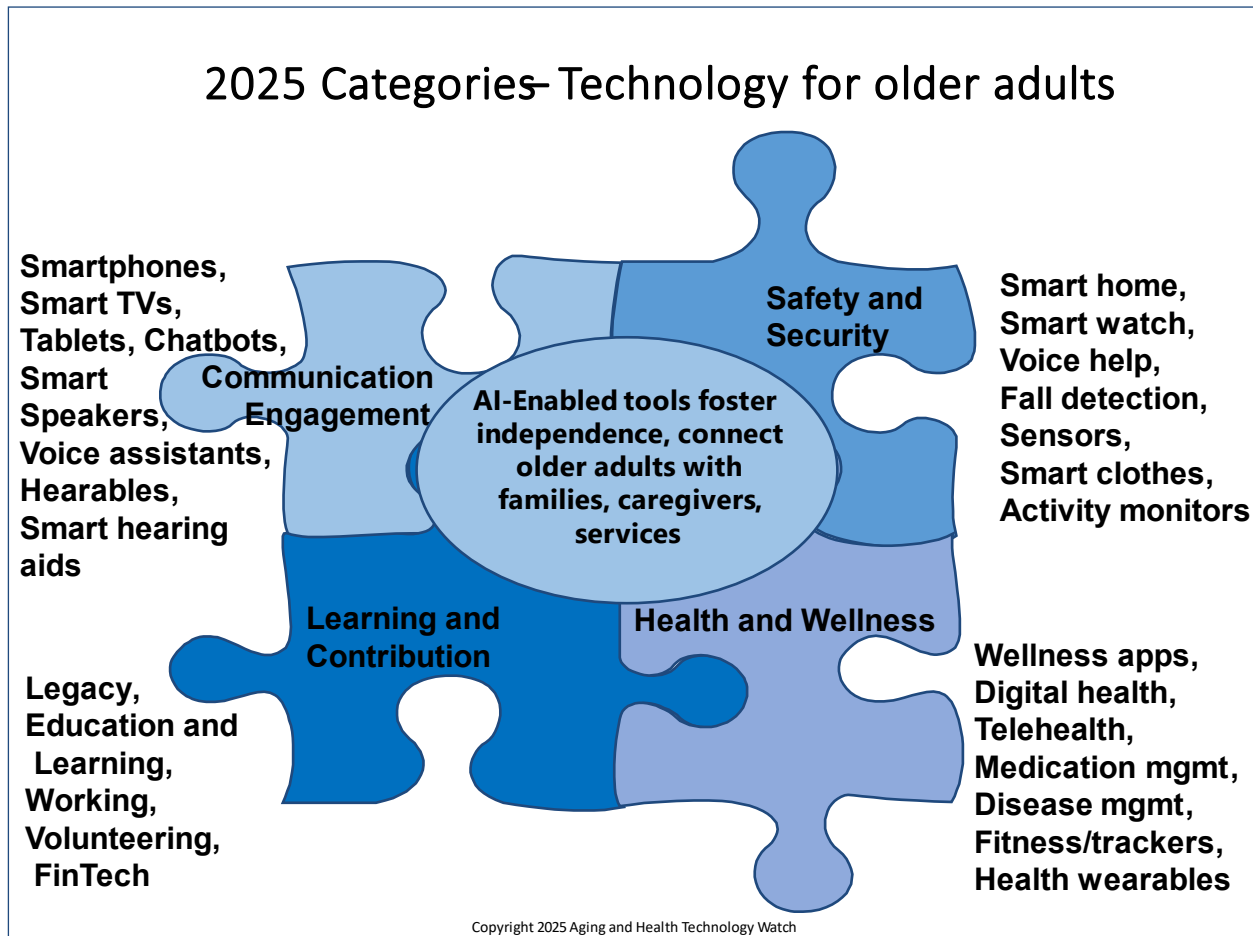 2025 Categories– Technology for older adults
Smartphones,
Smart TVs,
Tablets, Chatbots,
Smart
Speakers,
Voice assistants,
Hearables,
Smart hearing
aids
Communication
Engagement
Safety and
Security
Smart home,
Smart watch,
Voice help,
Fall detection,
Sensors,
Smart clothes,
Activity monitors
AI-Enabled tools foster
independence, connect
older adults with
families, caregivers,
services
Learning and
Contribution
Legacy,
Education and
Learning,
Working,
Volunteering,
FinTech
Health and Wellness
Wellness apps,
Digital health,
Telehealth,
Medication mgmt,
Disease mgmt,
Fitness/trackers,
Health wearables
Copyright 2025 Aging and Health Technology Watch